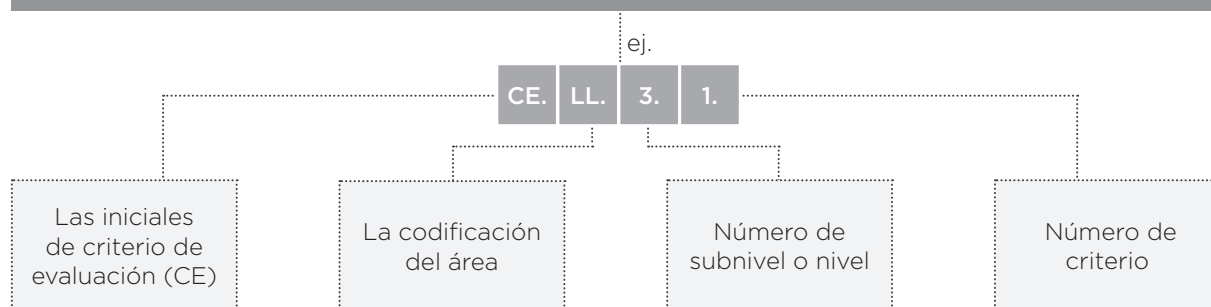 ej.
CE. LL. 3. 1.
Las iniciales
de criterio de
evaluación (CE)
La codificación
del área
Número de
subnivel o nivel
Número de
criterio